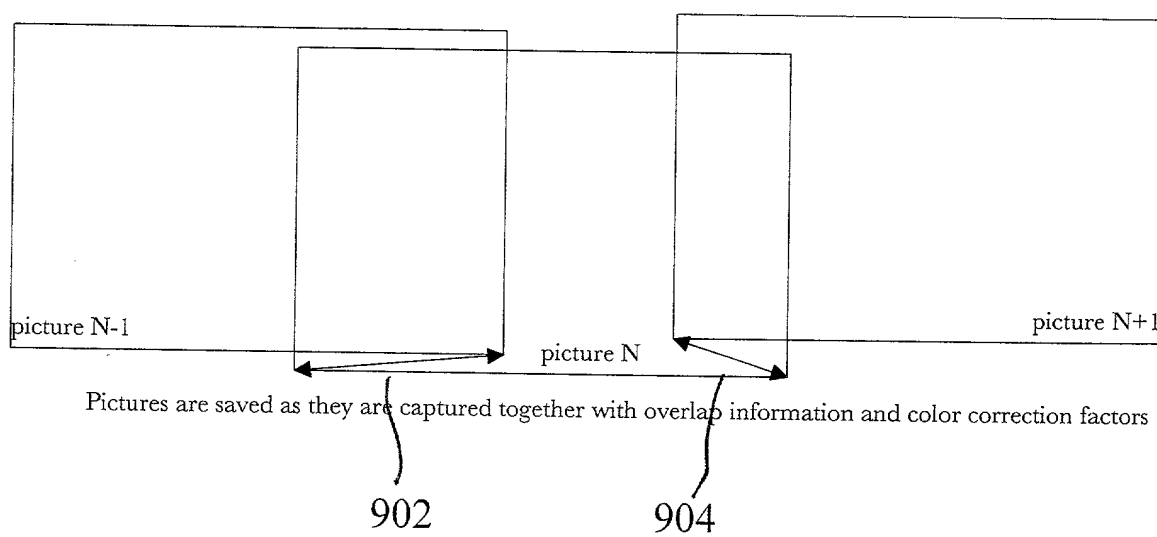 picture N-1
picture N
picture N+1
Pictures are saved as they are captured together with overlap information and color correction factors
902
904